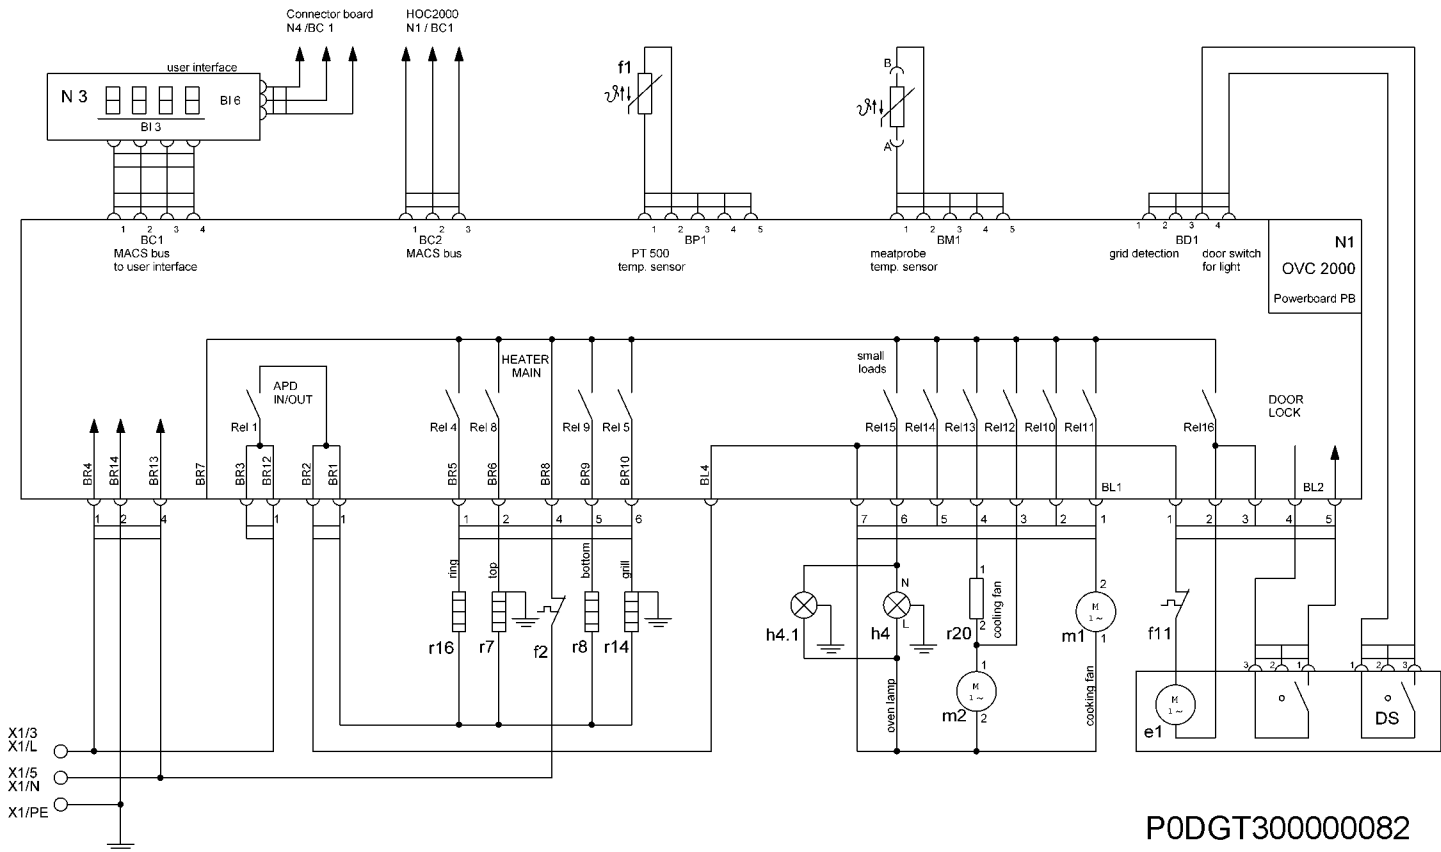 Connector board
N4 /BC 1
HOC2000
N1 / BC1
user interface
N 3
BI 6
BI 3
f1
B
A
1 2 3 4
BC1
MACS bus
to user interface
1 2 3
BC2
MACS bus
1 2 3 4 5
BP1
PT 500
temp. sensor
1 2 3 4 5
BM1
meatprobe
temp. sensor
1 2 3 4
BD1
grid detection
door switch
for light
N1
OVC 2000
Powerboard PB
HEATER
MAIN
small
loads
APD
IN/OUT
DOOR
LOCK
Rel 1
Rel 4
Rel 8
Rel 9
Rel 5
Rel15
Rel14
Rel13
Rel12
Rel10
Rel11
Rel16
BR4
BR14
BR13
BR7
BR3
BR12
BR2
BR1
BR5
BR6
BR8
BR9
BR10
BL4
BL1
BL2
1 2 4
1
1
1 2 4 5 6
7 6 5 4 3 2 1
1 2 3 4 5
ring
top
bottom
grill
r16
r7
f2
r8
r14
h4.1
N
h4
L
oven lamp
1
r20
2
cooling fan
1
M
1 ~
m2
2
2
M
1 ~
m1
1
cooking fan
f11
M
1 ~
e1
3 2 1
1 2 3
DS
X1/3
X1/L
X1/5
X1/N
X1/PE
P0DGT300000082